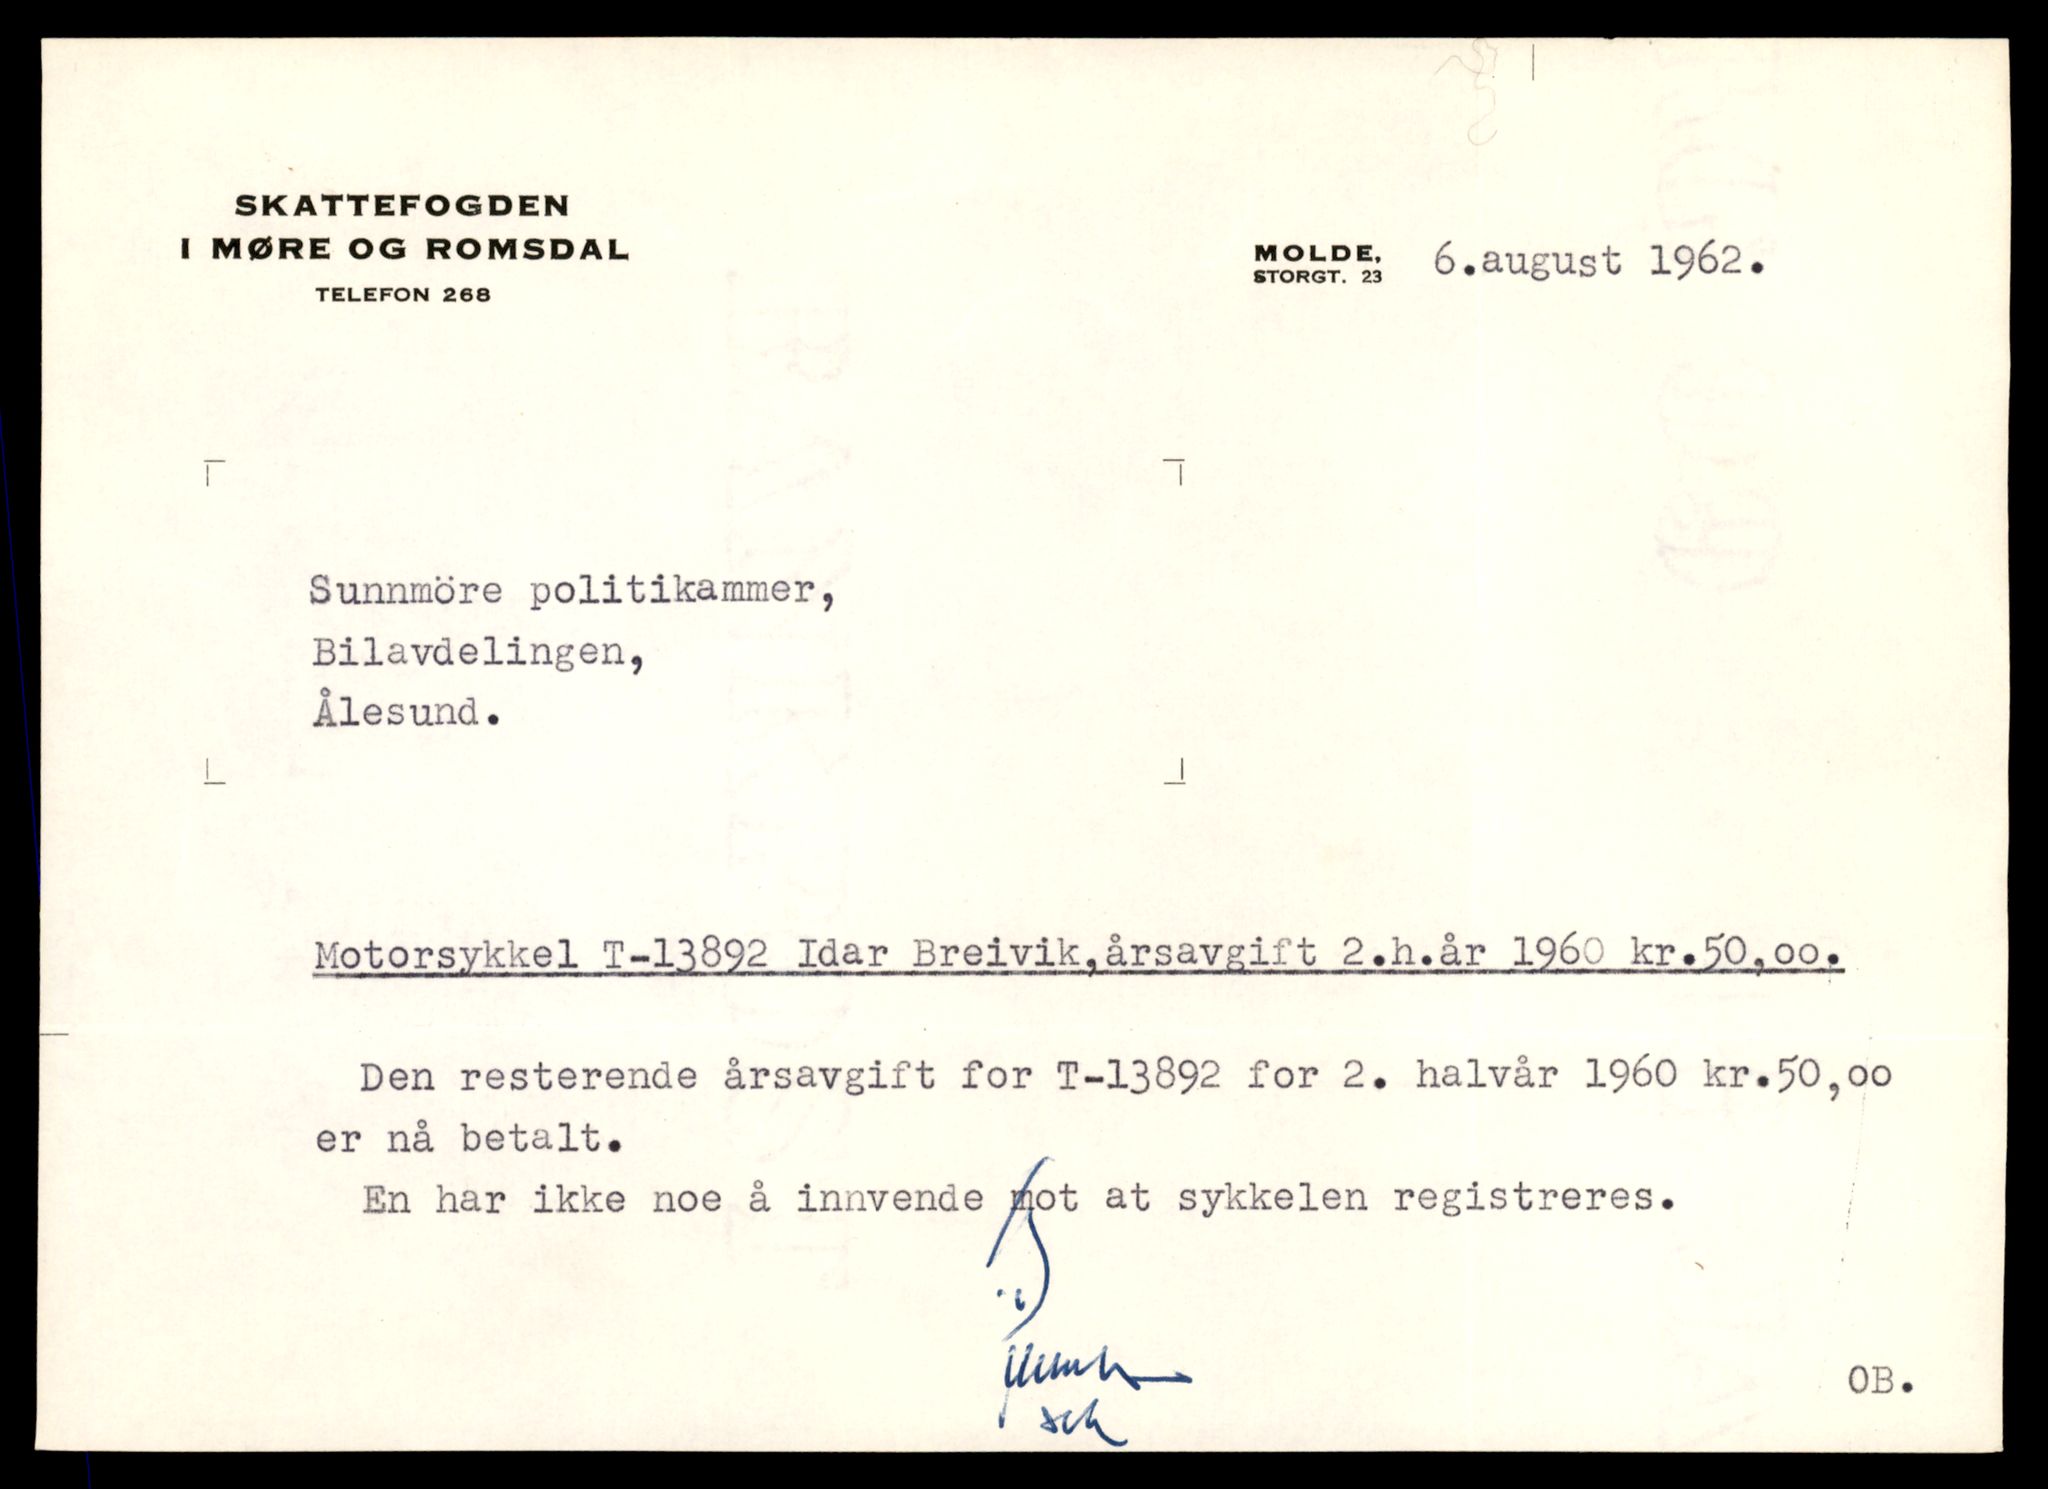 SKATTEFOGDEN
I MØRE OG ROMSDAL
TELEFON 268
MOLDE, 6.august 1962.
STORGT. 23
Sunnmöre politikammer,
Bilavdelingen,
Ålesund.
Motorsykkel T-13892 Idar Breivik,årsavgift 2.h.år 1960 kr.50,oo.
Den resterende årsavgift for T-13892 for 2. halvår 1960 kr.50,oo
er nå betalt.
En har ikke noe å innvende mot at sykkelen registreres.
OB.